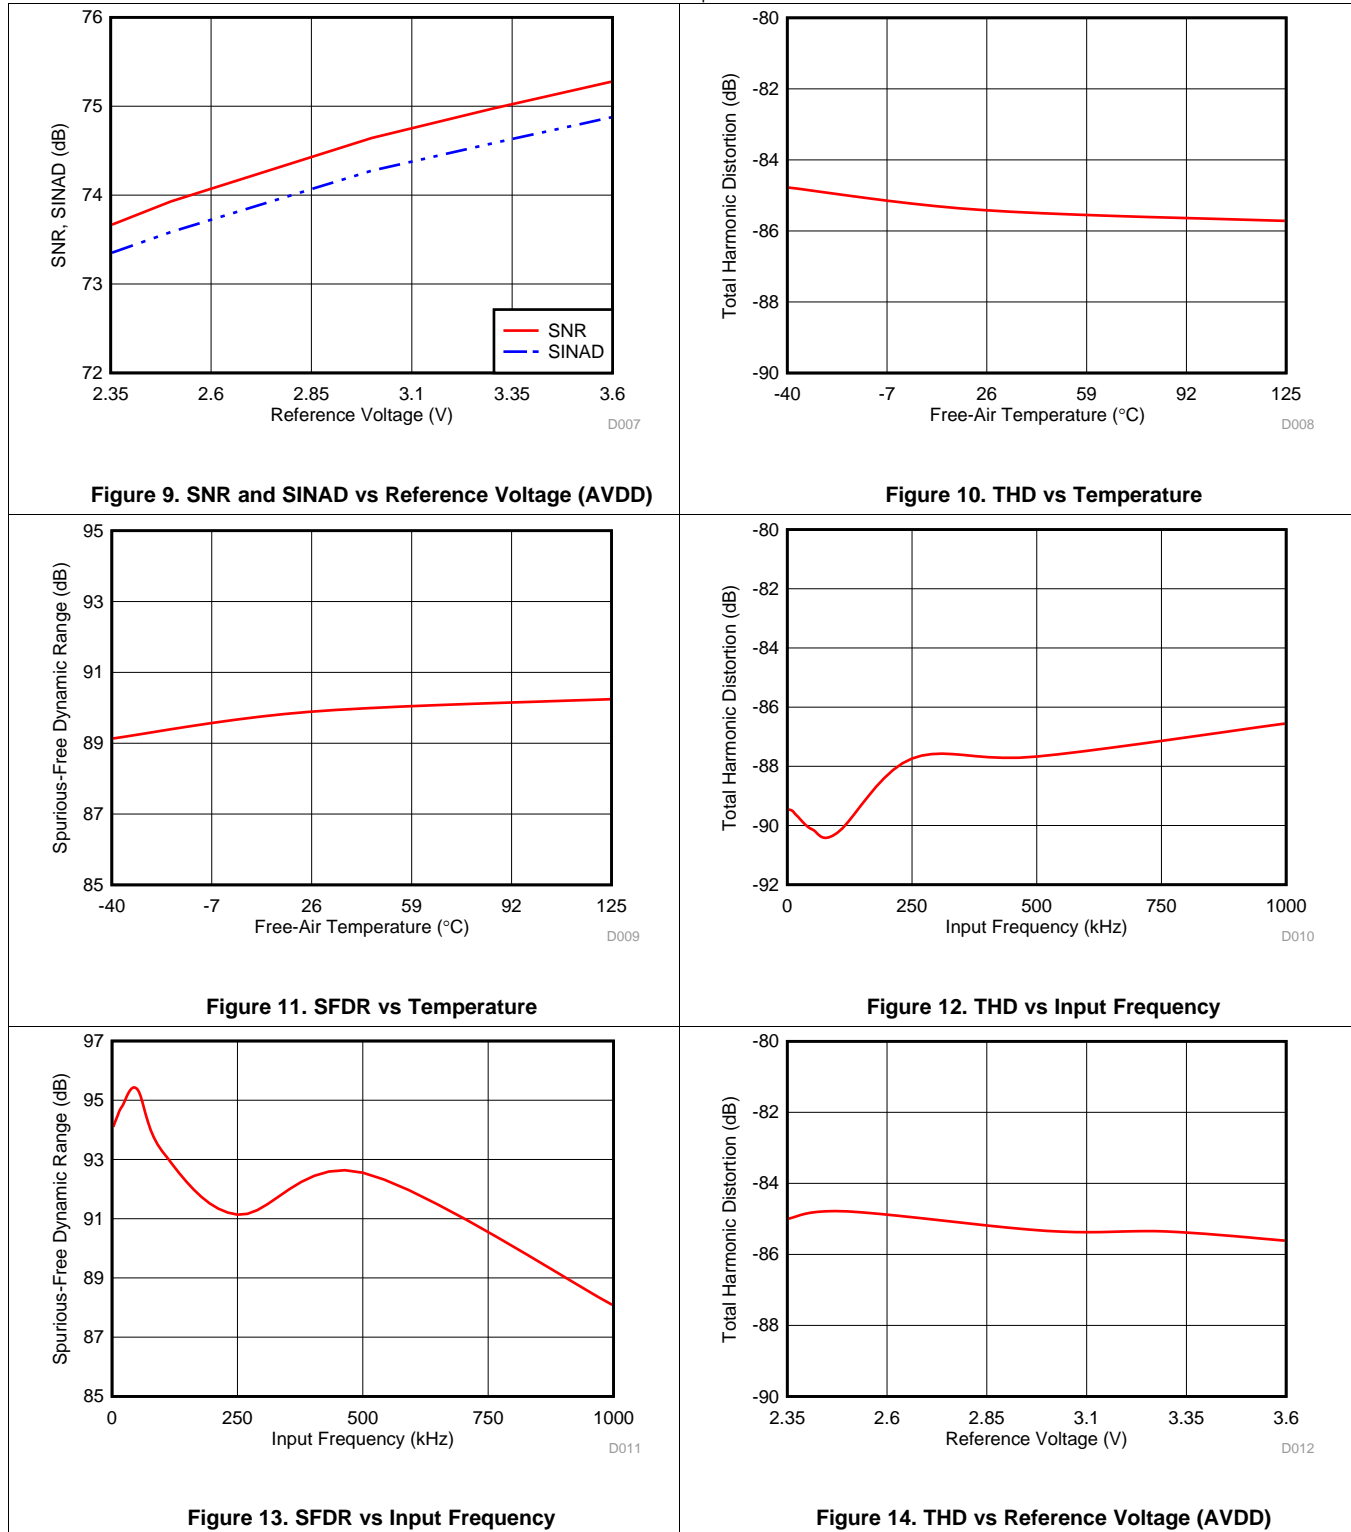 76
75
74
73
72
SNR, SINAD (dB)
SNR
SINAD
2.35 2.6 2.85 3.1 3.35 3.6
Reference Voltage (V)
D007
Figure 9. SNR and SINAD vs Reference Voltage (AVDD)
-80
-82
-84
-86
-88
-90
Total Harmonic Distortion (dB)
-40 -7 26 59 92 125
Free-Air Temperature (°C)
D008
Figure 10. THD vs Temperature
95
93
91
89
87
85
Spurious-Free Dynamic Range (dB)
-40 -7 26 59 92 125
Free-Air Temperature (°C)
D009
Figure 11. SFDR vs Temperature
-80
-82
-84
-86
-88
-90
-92
Total Harmonic Distortion (dB)
0 250 500 750 1000
Input Frequency (kHz)
D010
Figure 12. THD vs Input Frequency
97
95
93
91
89
87
85
Spurious-Free Dynamic Range (dB)
0 250 500 750 1000
Input Frequency (kHz)
D011
Figure 13. SFDR vs Input Frequency
-80
-82
-84
-86
-88
-90
Total Harmonic Distortion (dB)
2.35 2.6 2.85 3.1 3.35 3.6
Reference Voltage (V)
D012
Figure 14. THD vs Reference Voltage (AVDD)